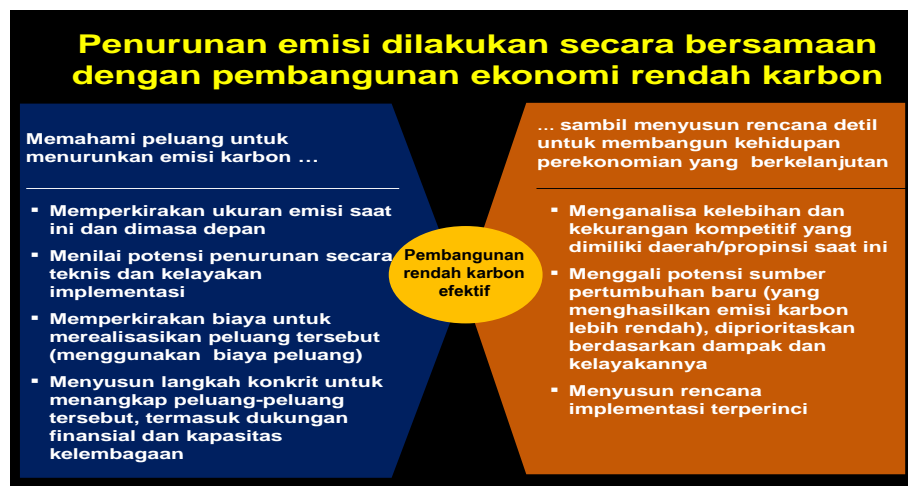 Penurunan emisi dilakukan secara bersamaan
dengan pembangunan ekonomi rendah karbon
Memahami peluang untuk
menurunkan emisi karbon …
▪ Memperkirakan ukuran emisi saat
ini dan dimasa depan
▪ Menilai potensi penurunan secara
teknis dan kelayakan
implementasi
▪ Memperkirakan biaya untuk
merealisasikan peluang tersebut
(menggunakan biaya peluang)
▪ Menyusun langkah konkrit untuk
menangkap peluang-peluang
tersebut, termasuk dukungan
finansial dan kapasitas
kelembagaan
Pembangunan
rendah karbon
efektif
... sambil menyusun rencana detil
untuk membangun kehidupan
perekonomian yang berkelanjutan
▪ Menganalisa kelebihan dan
kekurangan kompetitif yang
dimiliki daerah/propinsi saat ini
▪ Menggali potensi sumber
pertumbuhan baru (yang
menghasilkan emisi karbon
lebih rendah), diprioritaskan
berdasarkan dampak dan
kelayakannya
▪ Menyusun rencana
implementasi terperinci